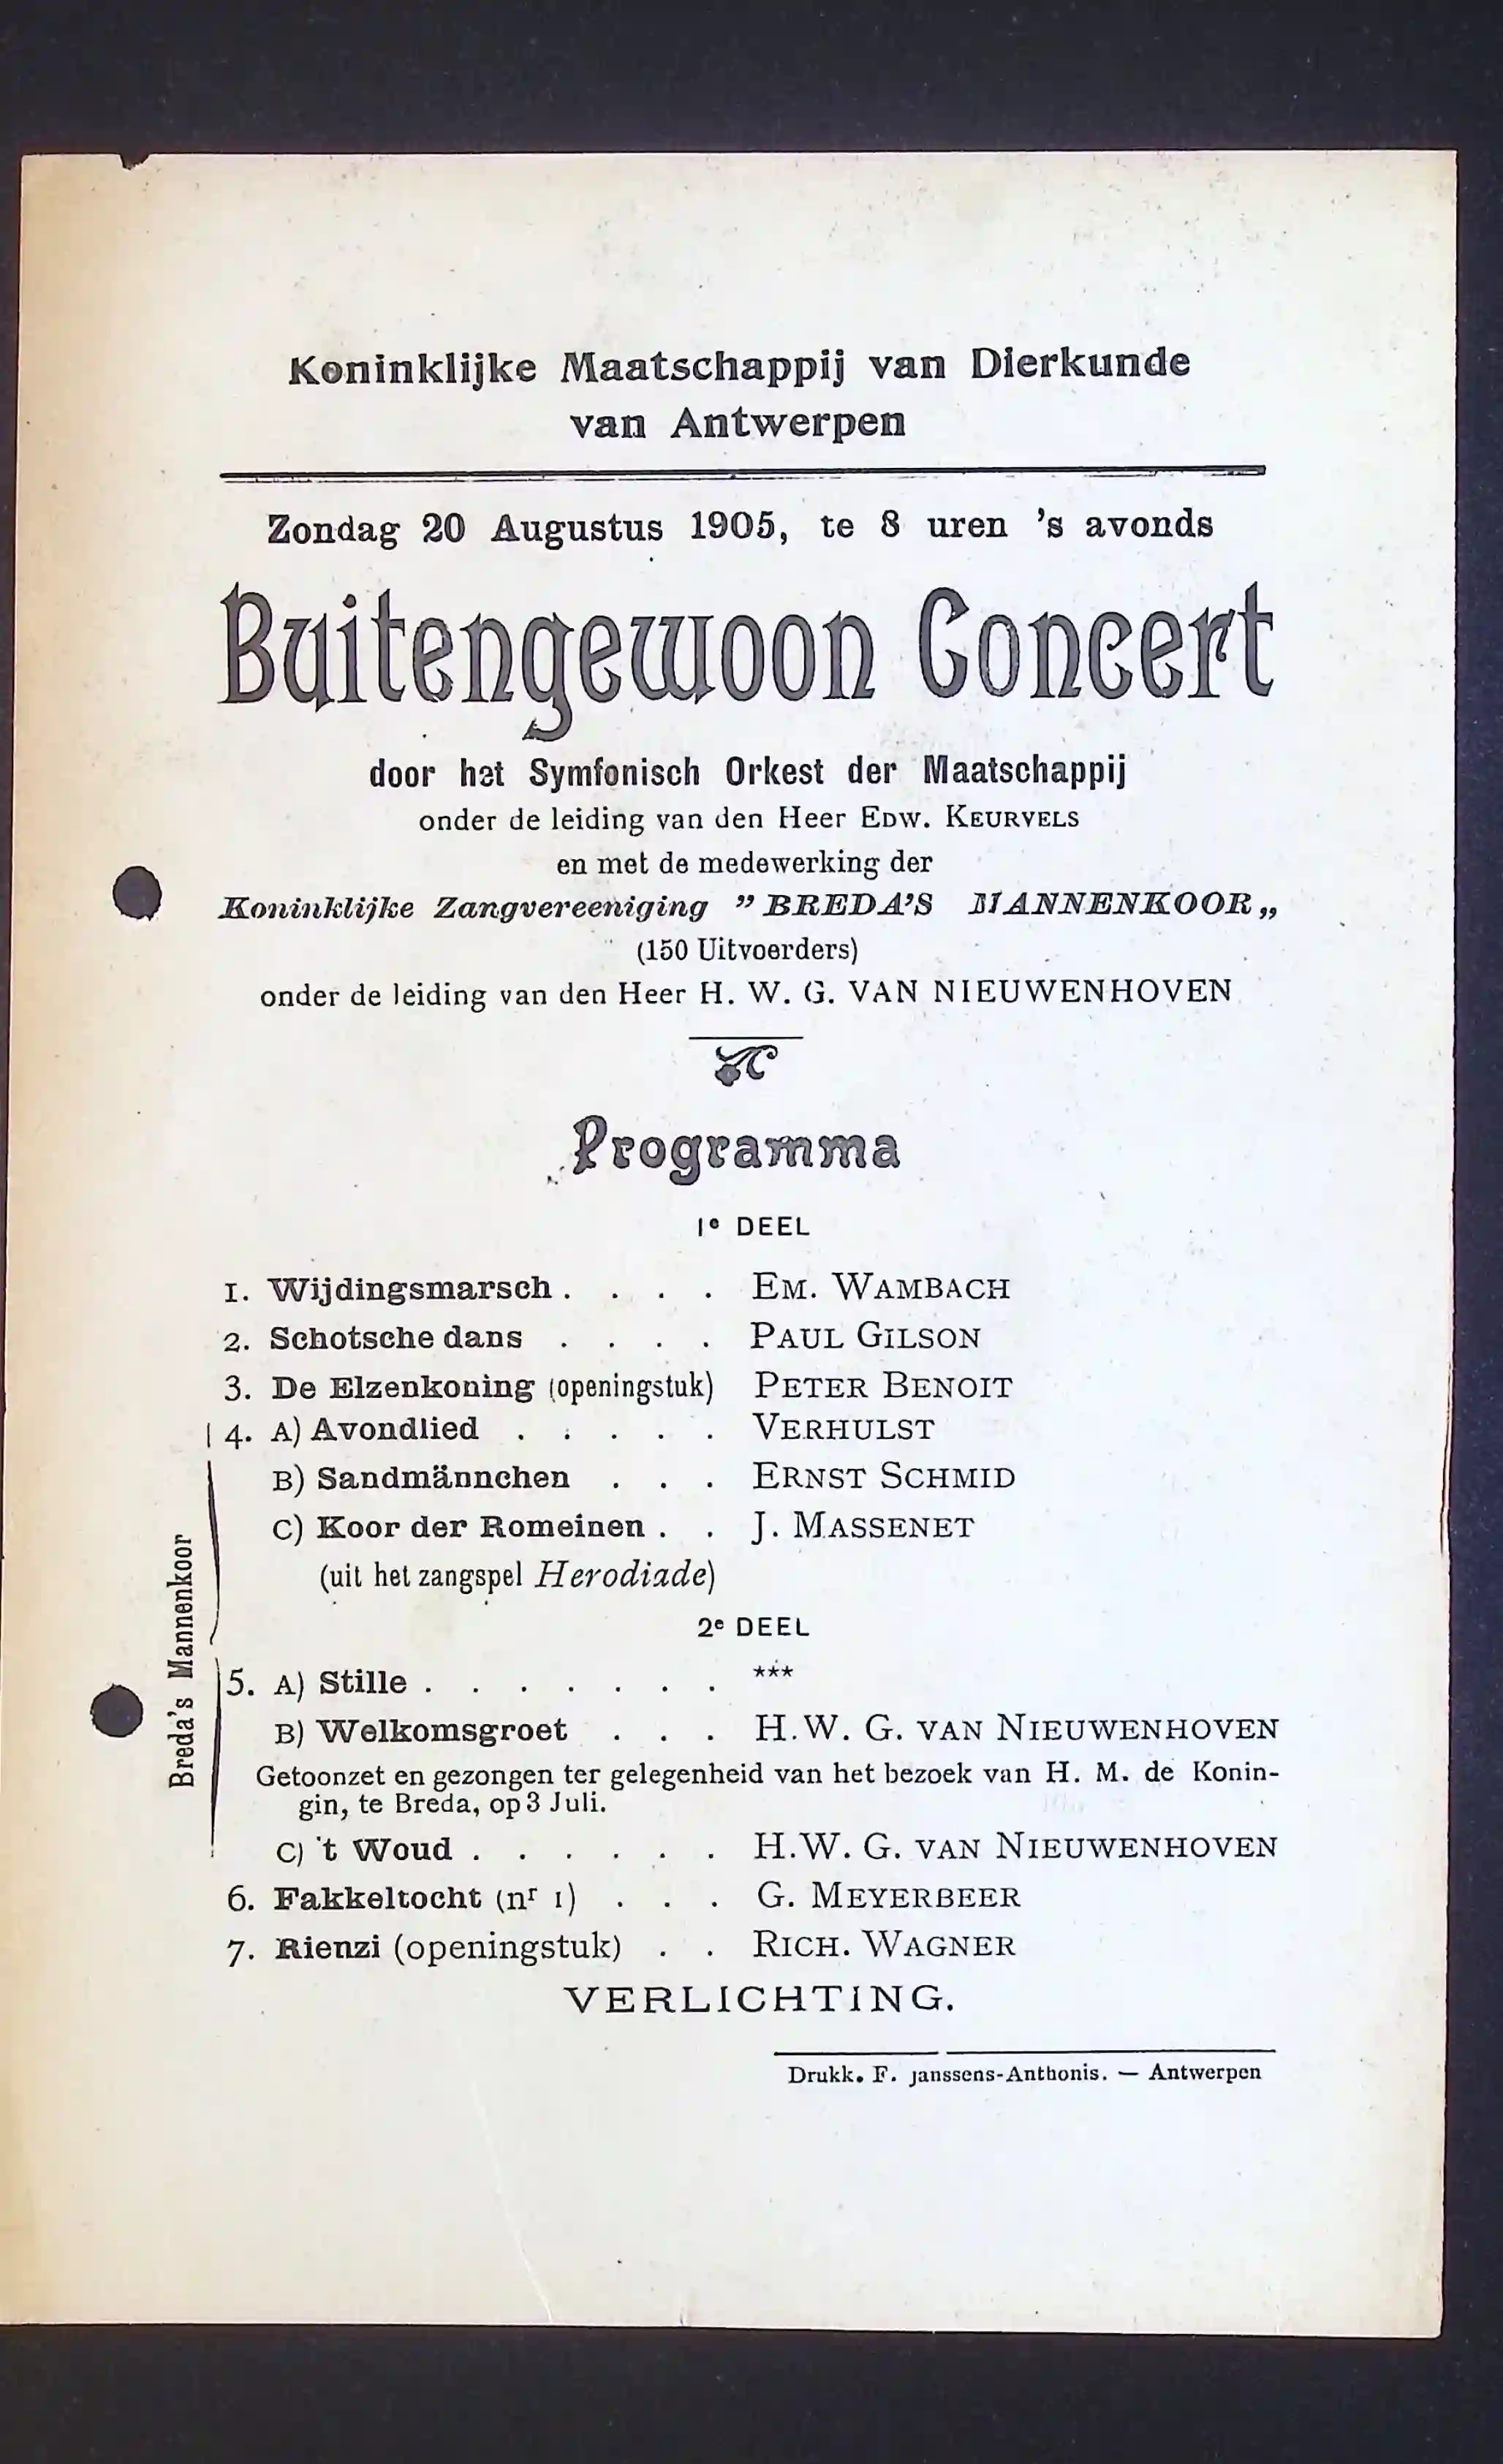 Koninklijke Maatschappij van Dierkunde
van Antwerpen
Zondag 20 Augustus 1905, te 8 uren 's avonds
Buitengewoon Concert
door het Symfonisch Orkest der Maatschappij
onder de leiding van den Heer EDW. KEURVELS
en met de medewerking der
Koninklijke Zangvereeniging " BREDA'S MANNENKOOR „
(150 Uitvoerders)
onder de leiding van den Heer H. W. G. VAN NIEUWENHOVEN
Programma
1e DEEL
1. Wijdingsmarsch . . . . EM. WAMBACH
2. Schotsche dans . . . . PAUL GILSON
3. De Elzenkoning (openingstuk) PETER BENOIT
4. A) Avondlied . . . . . VERHULST
B) Sandmännchen . . . ERNST SCHMID
C) Koor der Romeinen . . J. MASSENET
(uit het zangspel Herodiade)
Breda's Mannenkoor
2e DEEL
5. A) Stille . . . . . . . ***
B) Welkomsgroet . . . H. W. G. VAN NIEUWENHOVEN
Getoonzet en gezongen ter gelegenheid van het bezoek van H. M. de Konin-
gin, te Breda, op 3 Juli.
C) 't Woud . . . . . . H. W. G. VAN NIEUWENHOVEN
6. Fakkeltocht (nr 1) . . . G. MEYERBEER
7. Rienzi (openingstuk) . . RICH. WAGNER
VERLICHTING.
Drukk. F. Janssens-Anthonis. — Antwerpen